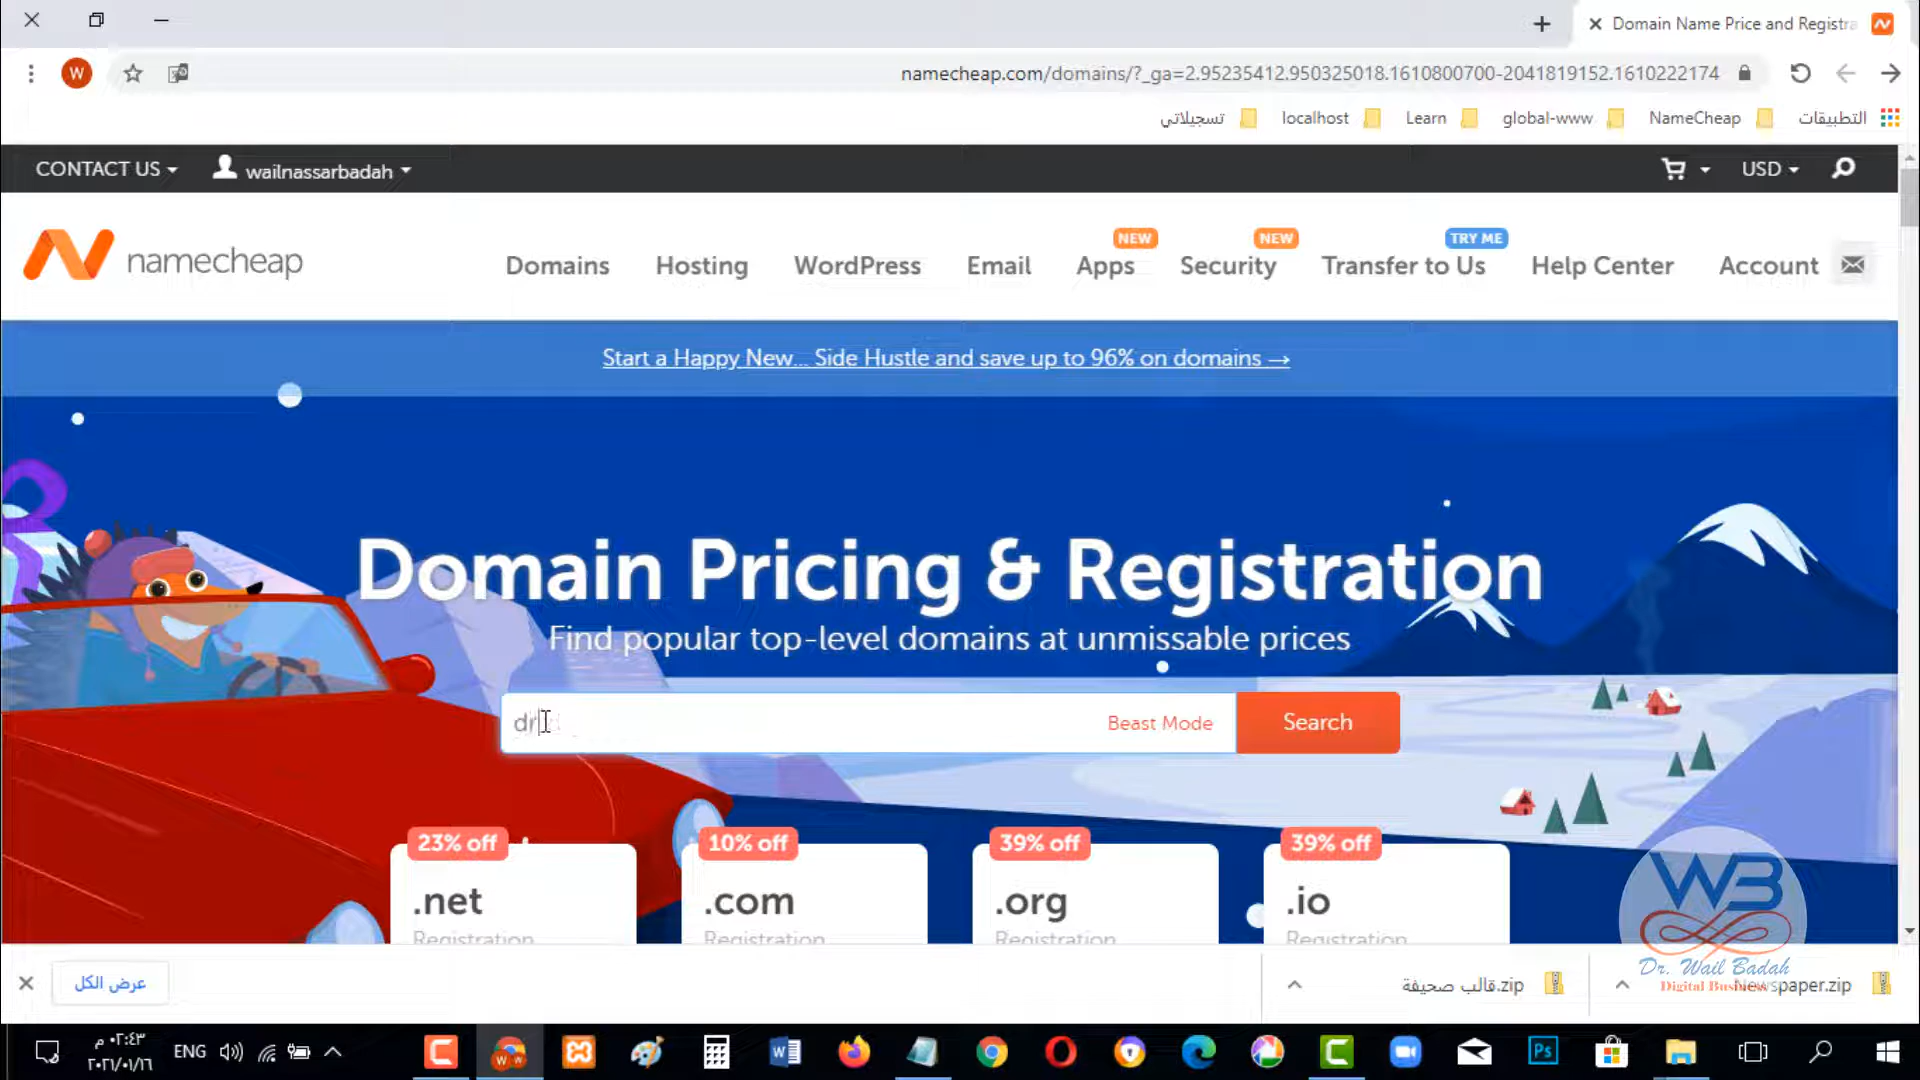 Domain Name Price and Registra
W
namecheap.com/domains/?_ga=2.95235412.950325018.1610800700-2041819152.1610222174
تسجيلاتي localhost Learn global-www NameCheap التطبيقات
CONTACT US wailnassarbadah USD
namecheap
NEW NEW TRY ME
Domains Hosting WordPress Email Apps Security Transfer to Us Help Center Account
Start a Happy New... Side Hustle and save up to 96% on domains →
Domain Pricing & Registration
Find popular top-level domains at unmissable prices
dr Beast Mode Search
23% off 10% off 39% off 39% off
.net .com .org .io
Registration Registration Registration Registration
WB
Dr. Wail Badah
Digital Business
عرض الكل
قالب صحيفة.zip
Newspaper.zip
٠٢:٤٣ م
٢٠٢١/٠١/١٦
ENG
Ps